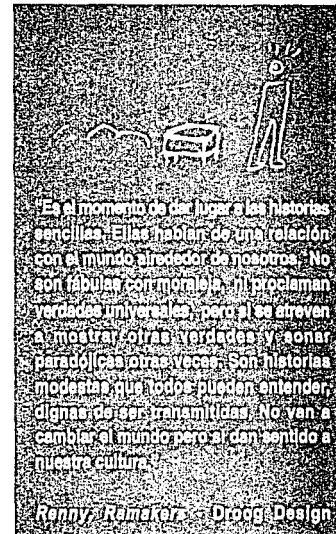 "Es el momento de dar lugar a las historias
sencillas. Ellas hablan de una relación
con el mundo alrededor de nosotros. No
son fábulas con moraleja, ni proclaman
verdades universales, pero si se atreven
a mostrar otras verdades y sonar
paradójicas otras veces. Son historias
modestas que todos pueden entender,
dignas de ser transmitidas. No van a
cambiar el mundo pero si dan sentido a
nuestra cultura.
Renny, Ramakers - Droog Design